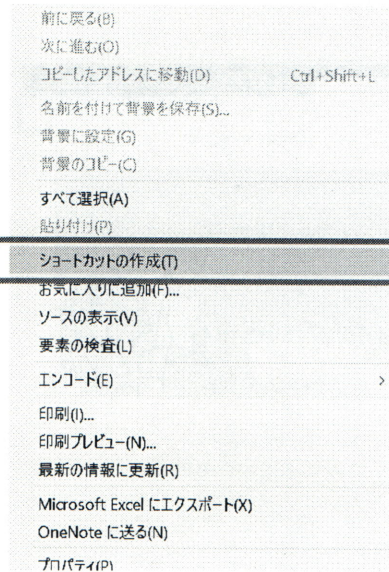 前に戻る(B)
次に進む(O)
コピーしたアドレスに移動(D) Ctrl+Shift+L
名前を付けて背景を保存(S)...
背景に設定(G)
背景のコピー(C)
すべて選択(A)
貼り付け(P)
ショートカットの作成(T)
お気に入りに追加(F)...
ソースの表示(V)
要素の検査(L)
エンコード(E) >
印刷(I)...
印刷プレビュー(N)...
最新の情報に更新(R)
Microsoft Excel にエクスポート(X)
OneNote に送る(N)
プロパティ(P)